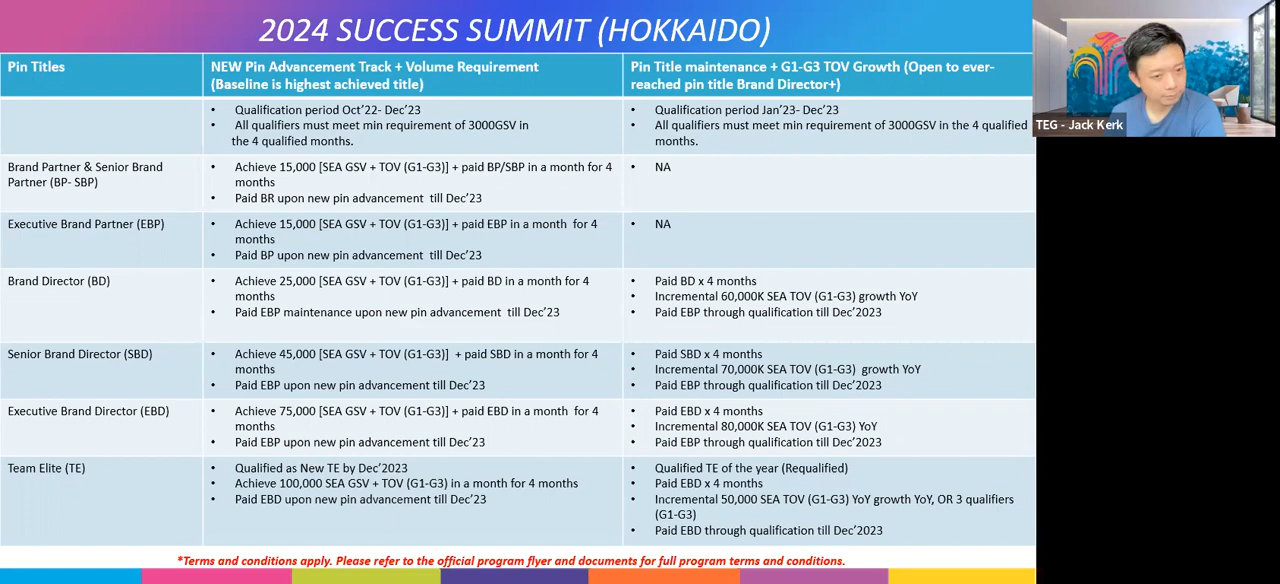 2024 SUCCESS SUMMIT (HOKKAIDO)
Pin Titles
NEW Pin Advancement Track + Volume Requirement
(Baseline is highest achieved title)
Pin Title maintenance + G1-G3 TOV Growth (Open to ever-
reached pin title Brand Director+)
• Qualification period Oct'22- Dec'23
• All qualifiers must meet min requirement of 3000GSV in
the 4 qualified months.
• Qualification period Jan'23- Dec'23
• All qualifiers must meet min requirement of 3000GSV in the 4 qualified
months.
Brand Partner & Senior Brand
Partner (BP- SBP)
• Achieve 15,000 [SEA GSV + TOV (G1-G3)] + paid BP/SBP in a month for 4
months
• Paid BR upon new pin advancement till Dec'23
• NA
Executive Brand Partner (EBP)
• Achieve 15,000 [SEA GSV + TOV (G1-G3)] + paid EBP in a month for 4
months
• Paid BP upon new pin advancement till Dec'23
• NA
Brand Director (BD)
• Achieve 25,000 [SEA GSV + TOV (G1-G3)] + paid BD in a month for 4
months
• Paid EBP maintenance upon new pin advancement till Dec'23
• Paid BD x 4 months
• Incremental 60,000K SEA TOV (G1-G3) growth YoY
• Paid EBP through qualification till Dec'2023
Senior Brand Director (SBD)
• Achieve 45,000 [SEA GSV + TOV (G1-G3)] + paid SBD in a month for 4
months
• Paid EBP upon new pin advancement till Dec'23
• Paid SBD x 4 months
• Incremental 70,000K SEA TOV (G1-G3) growth YoY
• Paid EBP through qualification till Dec'2023
Executive Brand Director (EBD)
• Achieve 75,000 [SEA GSV + TOV (G1-G3)] + paid EBD in a month for 4
months
• Paid EBP upon new pin advancement till Dec'23
• Paid EBD x 4 months
• Incremental 80,000K SEA TOV (G1-G3) YoY
• Paid EBP through qualification till Dec'2023
Team Elite (TE)
• Qualified as New TE by Dec'2023
• Achieve 100,000 SEA GSV + TOV (G1-G3) in a month for 4 months
• Paid EBD upon new pin advancement till Dec'23
• Qualified TE of the year (Requalified)
• Paid EBD x 4 months
• Incremental 50,000 SEA TOV (G1-G3) YoY growth YoY, OR 3 qualifiers
(G1-G3)
• Paid EBD through qualification till Dec'2023
*Terms and conditions apply. Please refer to the official program flyer and documents for full program terms and conditions.
TEG - Jack Kerk